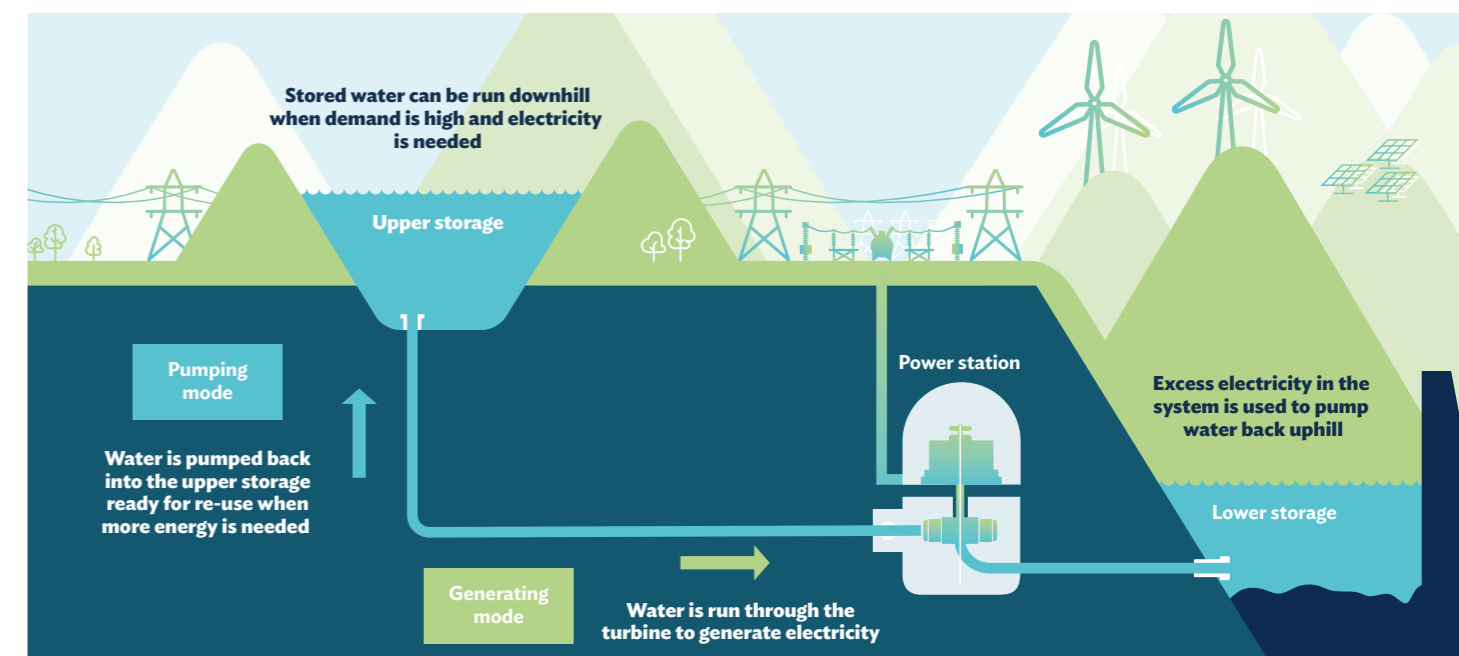 Stored water can be run downhill
when demand is high and electricity
is needed
Upper storage
Pumping
mode
Water is pumped back
into the upper storage
ready for re-use when
more energy is needed
Generating
mode
Water is run through the
turbine to generate electricity
Power station
Excess electricity in the
system is used to pump
water back uphill
Lower storage